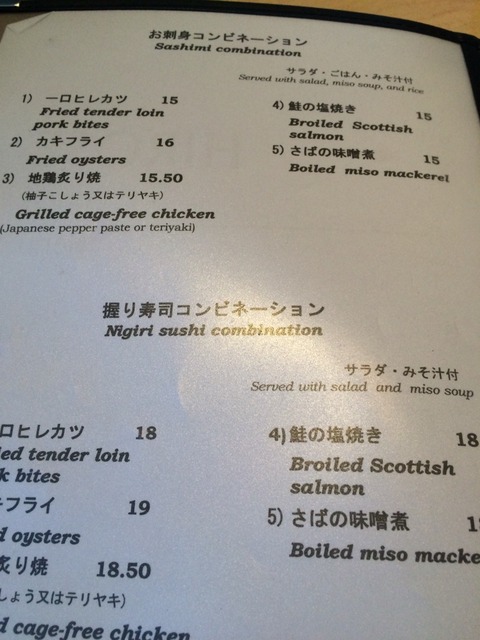 お刺身コンビネーション
Sashimi combination
サラダ・ごはん・みそ汁付
Served with salad, miso soup, and rice
1) 一口ヒレカツ 15
Fried tender loin
pork bites
2) カキフライ 16
Fried oysters
3) 地鶏炙り焼 15.50
(柚子こしょう又はテリヤキ)
Grilled cage-free chicken
(Japanese pepper paste or teriyaki)
4) 鮭の塩焼き 15
Broiled Scottish
salmon
5) さばの味噌煮 15
Boiled miso mackerel
握り寿司コンビネーション
Nigiri sushi combination
サラダ・みそ汁付
Served with salad and miso soup
口ヒレカツ 18
ied tender loin
k bites
キフライ 19
d oysters
炙り焼 18.50
しょう又はテリヤキ)
d cage-free chicken
4) 鮭の塩焼き 18
Broiled Scottish
salmon
5) さばの味噌煮
Boiled miso macke